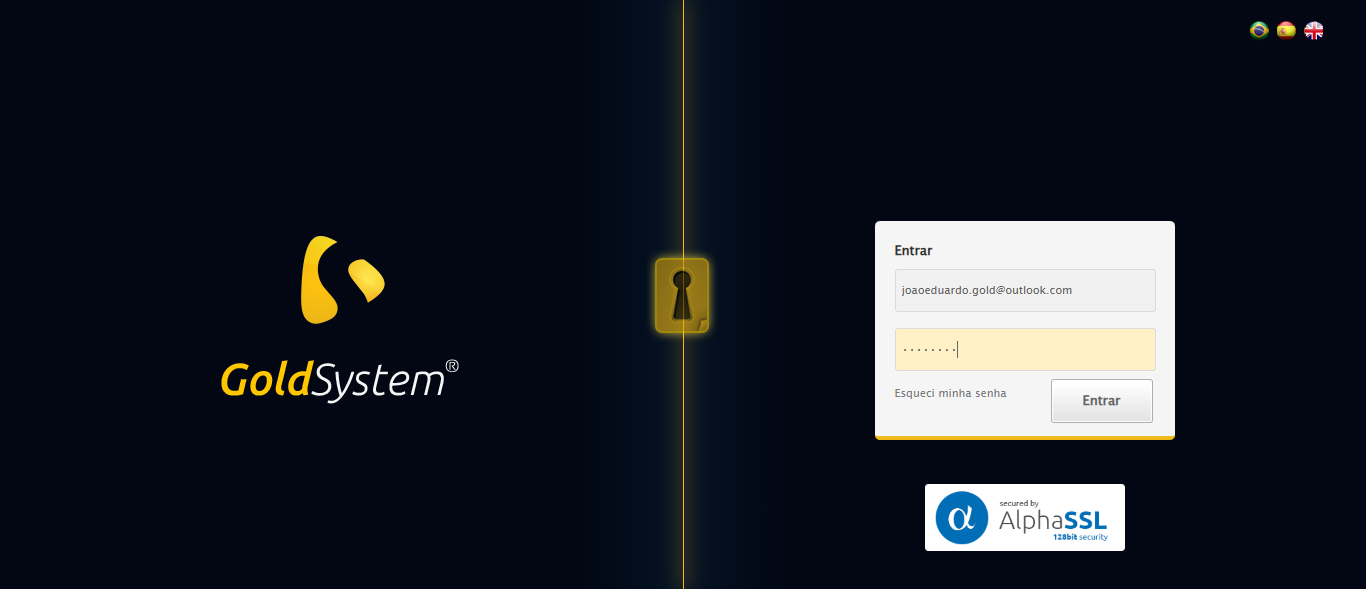 GoldSystem®
Entrar
joaoeduardo.gold@outlook.com
········
Esqueci minha senha
Entrar
α
secured by
AlphaSSL
128bit security